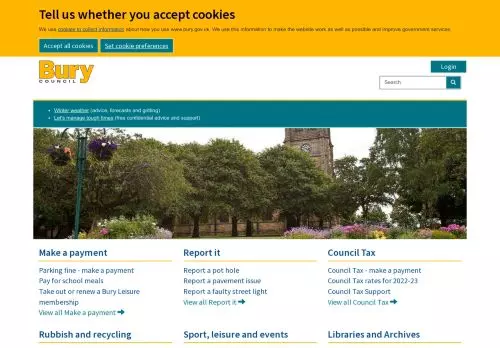 Tell us whether you accept cookies
We use cookies to collect information about how you use www.bury.gov.uk. We use this information to make the website work as well as possible and improve government services.
Accept all cookies
Set cookie preferences
Login
Bury
COUNCIL
Search
Winter weather (advice, forecasts and gritting)
Let's manage tough times (free confidential advice and support)
Make a payment
Parking fine - make a payment
Pay for school meals
Take out or renew a Bury Leisure
membership
View all Make a payment
Report it
Report a pot hole
Report a pavement issue
Report a faulty street light
View all Report it
Council Tax
Council Tax - make a payment
Council Tax rates for 2022-23
Council Tax Support
View all Council Tax
Rubbish and recycling
Sport, leisure and events
Libraries and Archives